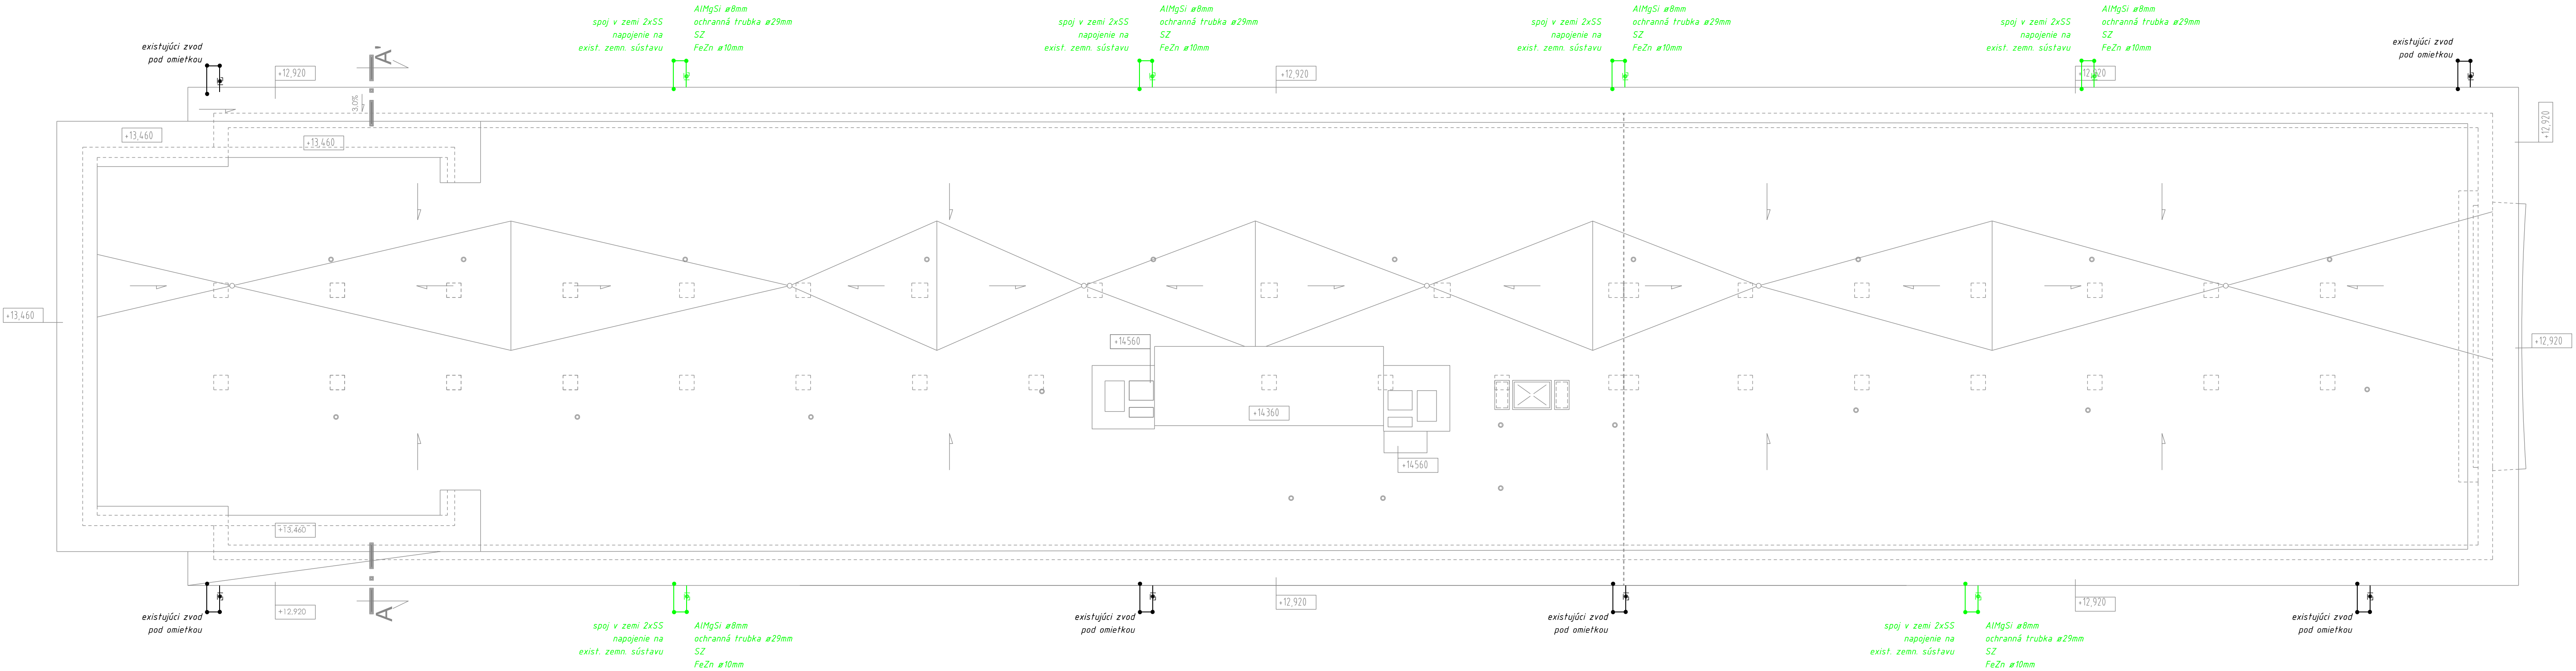 AlMgSi ø8mm
spoj v zemi 2xSS
ochranná trubka ø29mm
napojenie na
SZ
exist. zemn. sústavu
FeZn ø10mm
AlMgSi ø8mm
spoj v zemi 2xSS
ochranná trubka ø29mm
napojenie na
SZ
exist. zemn. sústavu
FeZn ø10mm
AlMgSi ø8mm
spoj v zemi 2xSS
ochranná trubka ø29mm
napojenie na
SZ
exist. zemn. sústavu
FeZn ø10mm
AlMgSi ø8mm
spoj v zemi 2xSS
ochranná trubka ø29mm
napojenie na
SZ
exist. zemn. sústavu
FeZn ø10mm
existujúci zvod
pod omietkou
A'
existujúci zvod
pod omietkou
+12,920
+12,920
+12,920
3,0%
+13,460
+13,460
+12,920
+13,460
+14560
+12,920
+14360
+14560
+13,460
+12,920
A'
+12,920
+12,920
existujúci zvod
pod omietkou
existujúci zvod
pod omietkou
existujúci zvod
pod omietkou
existujúci zvod
pod omietkou
spoj v zemi 2xSS
AlMgSi ø8mm
napojenie na
ochranná trubka ø29mm
exist. zemn. sústavu
SZ
FeZn ø10mm
spoj v zemi 2xSS
AlMgSi ø8mm
napojenie na
ochranná trubka ø29mm
exist. zemn. sústavu
SZ
FeZn ø10mm